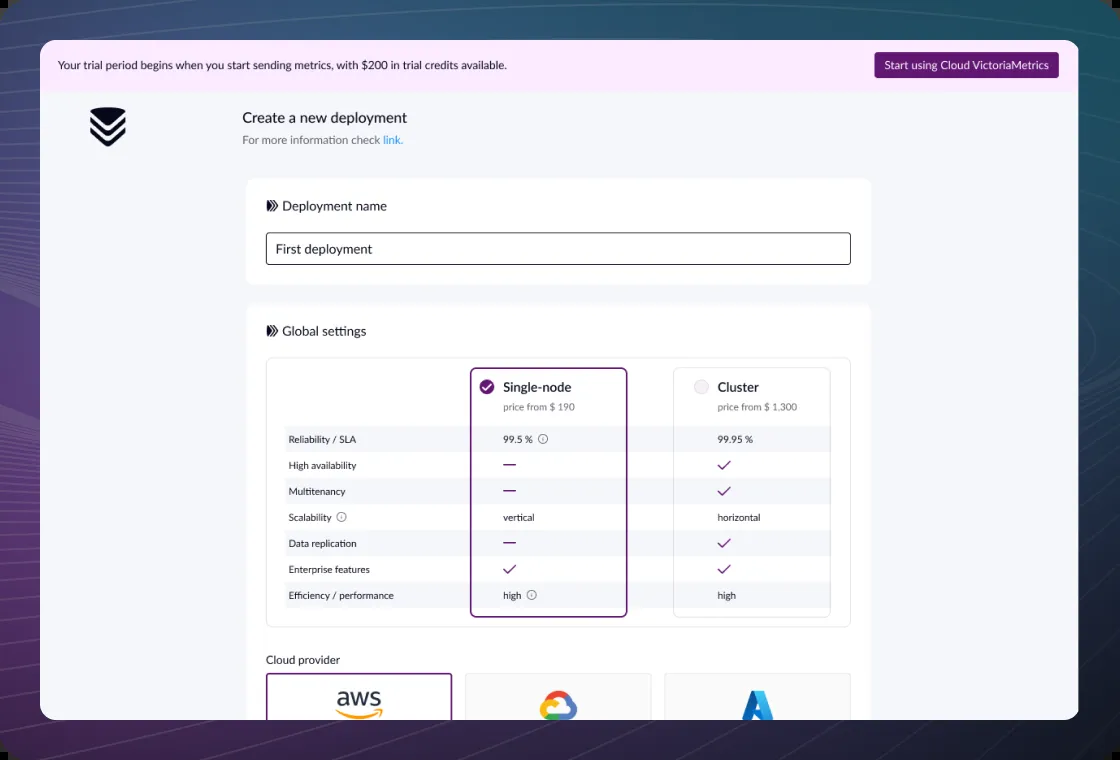 Your trial period begins when you start sending metrics, with $200 in trial credits available.
Start using Cloud VictoriaMetrics
Create a new deployment
For more information check link.
Deployment name
First deployment
Global settings
Single-node
price from $ 190
Cluster
price from $ 1,300
Reliability / SLA 99.5 % 99.95 %
High availability
Multitenancy
Scalability vertical horizontal
Data replication
Enterprise features
Efficiency / performance high high
Cloud provider
aws